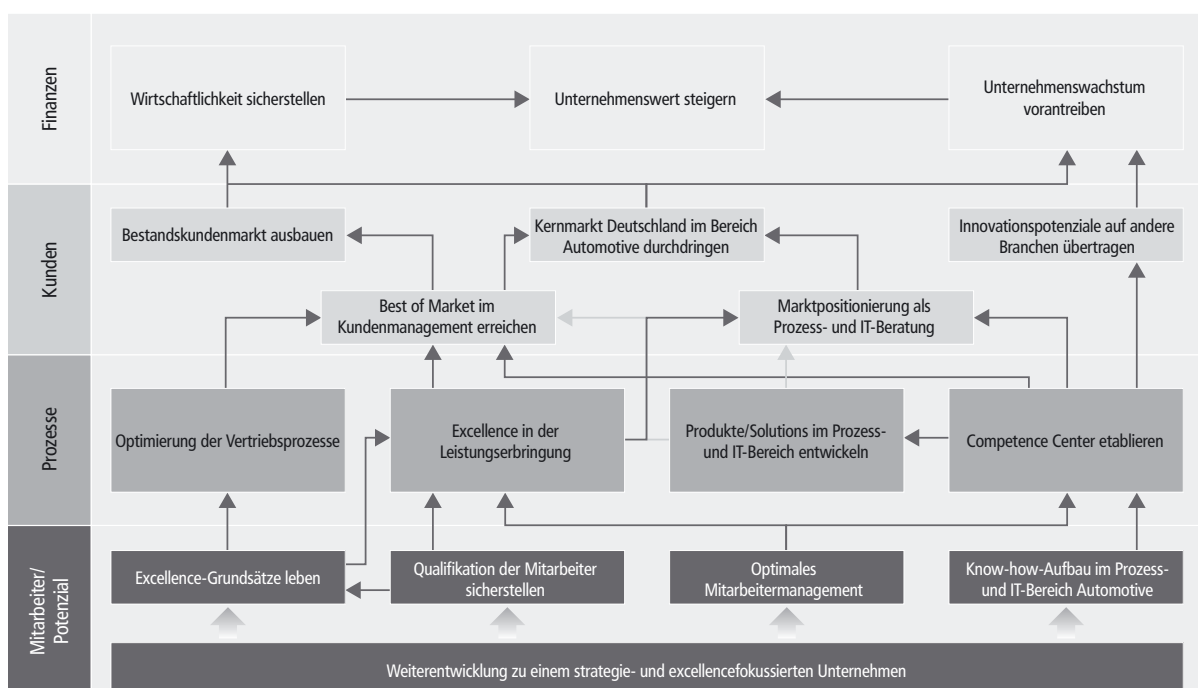 Finanzen
Wirtschaftlichkeit sicherstellen
Unternehmenswert steigern
Unternehmenswachstum
vorantreiben
Kunden
Bestandskundenmarkt ausbauen
Kernmarkt Deutschland im Bereich
Automotive durchdringen
Innovationspotenziale auf andere
Branchen übertragen
Best of Market im
Kundenmanagement erreichen
Marktpositionierung als
Prozess- und IT-Beratung
Prozesse
Optimierung der Vertriebsprozesse
Excellence in der
Leistungserbringung
Produkte/Solutions im Prozess-
und IT-Bereich entwickeln
Competence Center etablieren
Mitarbeiter/
Potenzial
Excellence-Grundsätze leben
Qualifikation der Mitarbeiter
sicherstellen
Optimales
Mitarbeitermanagement
Know-how-Aufbau im Prozess-
und IT-Bereich Automotive
Weiterentwicklung zu einem strategie- und excellencefokussierten Unternehmen